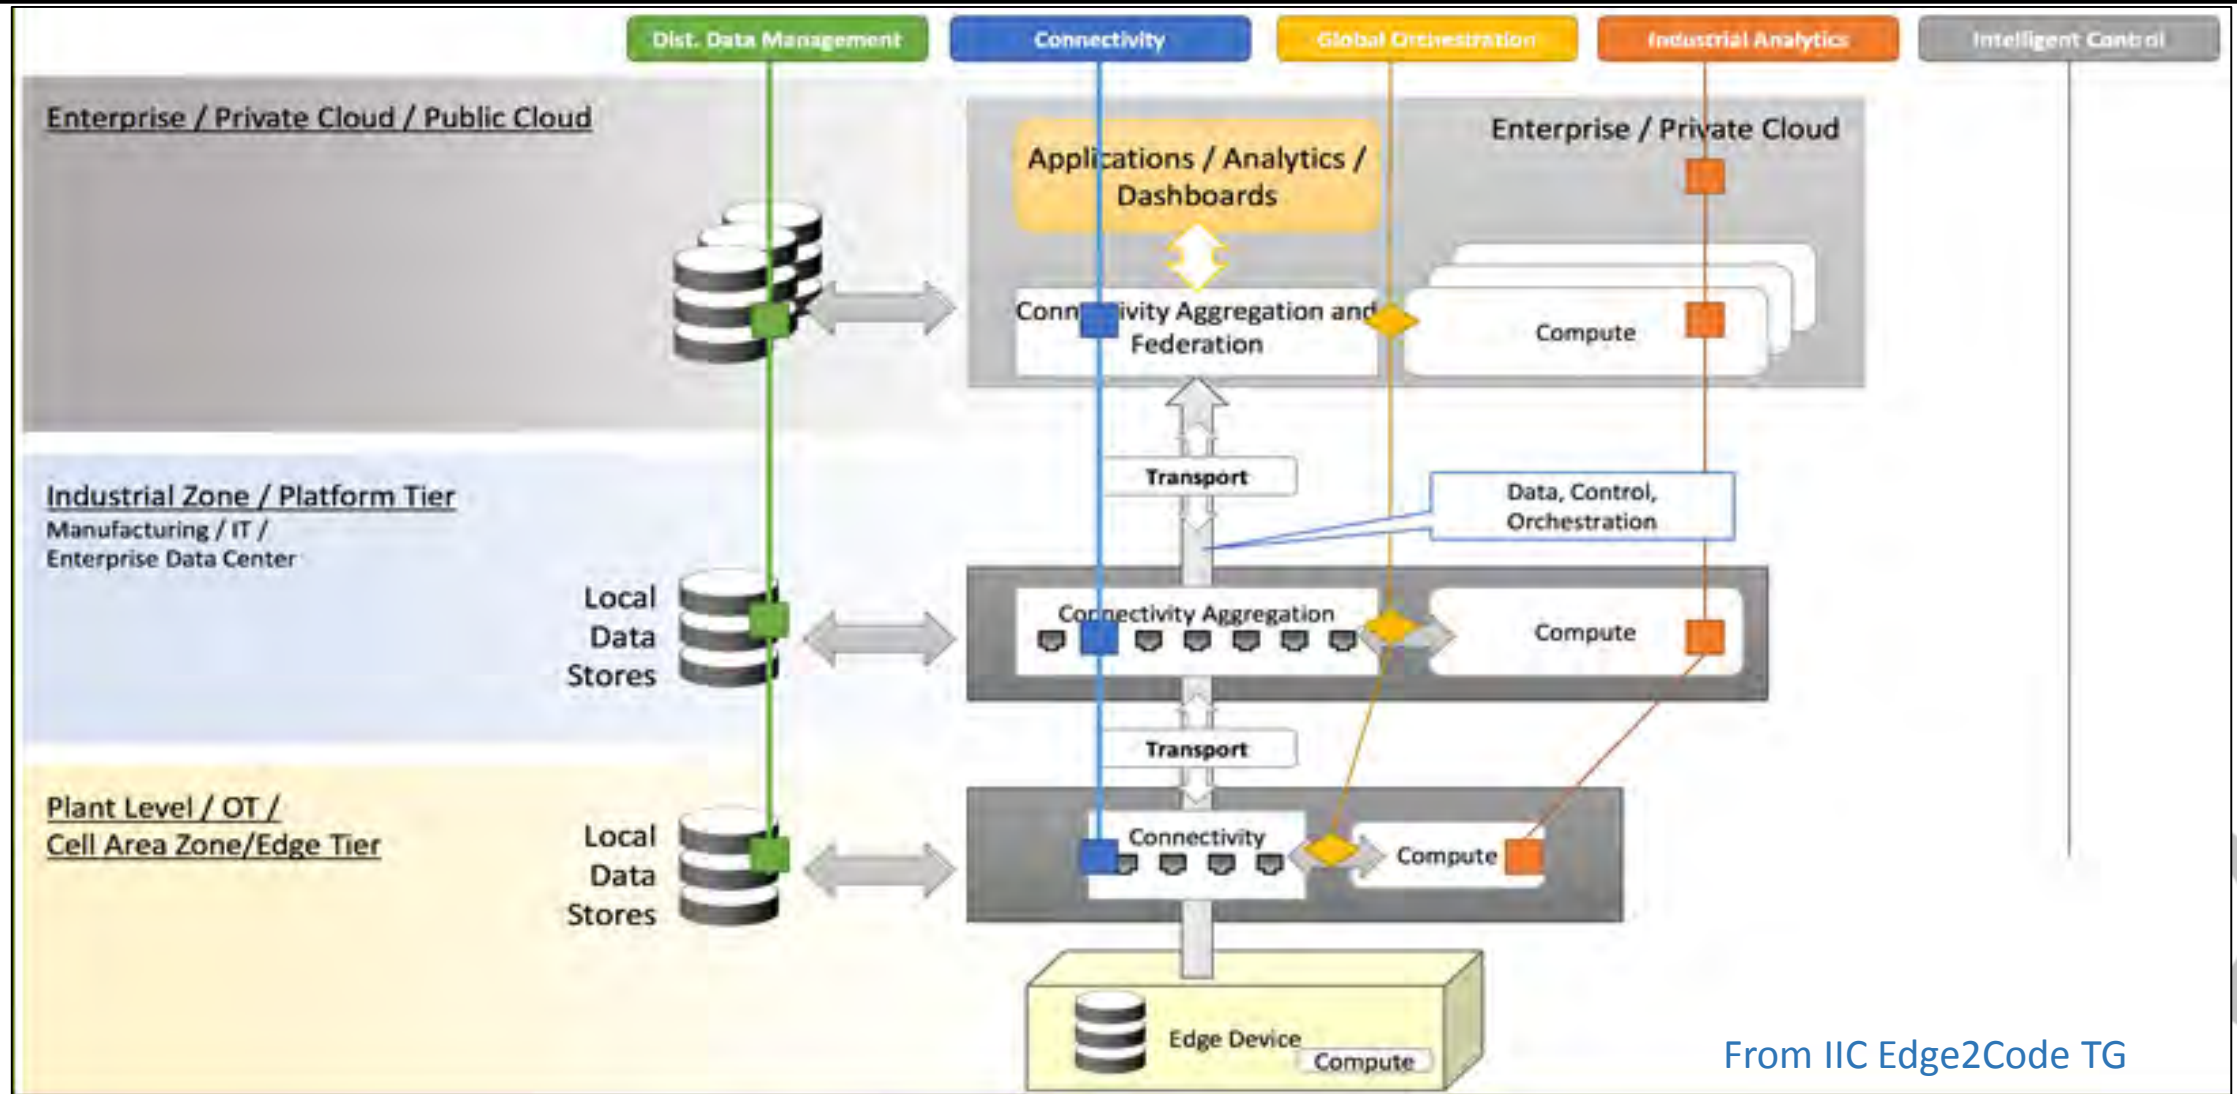 Dist. Data Management
Connectivity
Global Orchestration
Industrial Analytics
Intelligent Control
Enterprise / Private Cloud / Public Cloud
Enterprise / Private Cloud
Applications / Analytics /
Dashboards
Connectivity Aggregation and
Federation
Compute
Transport
Industrial Zone / Platform Tier
Manufacturing / IT /
Enterprise Data Center
Data, Control,
Orchestration
Local
Data
Stores
Connectivity Aggregation
Compute
Transport
Plant Level / OT /
Cell Area Zone/Edge Tier
Local
Data
Stores
Connectivity
Compute
Edge Device
Compute
From IIC Edge2Code TG